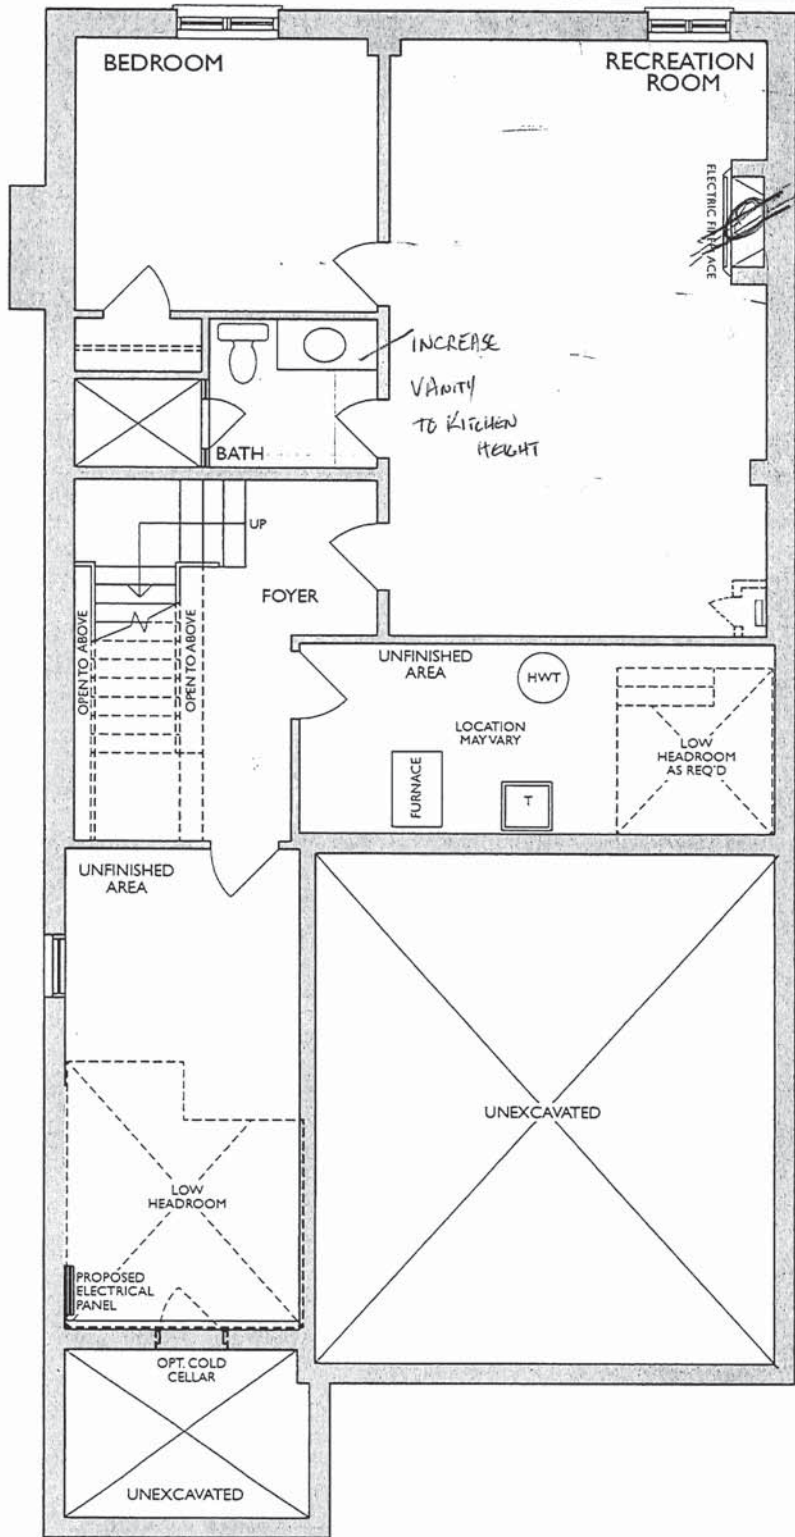 BEDROOM
RECREATION
ROOM
ELECTRIC FIREPLACE
INCREASE
VANITY
TO KITCHEN
HEIGHT
BATH
UP
FOYER
OPEN TO ABOVE
OPEN TO ABOVE
UNFINISHED
AREA
HWT
LOCATION
MAY VARY
FURNACE
T
LOW
HEADROOM
AS REQ'D
UNFINISHED
AREA
UNEXCAVATED
LOW
HEADROOM
PROPOSED
ELECTRICAL
PANEL
OPT. COLD
CELLAR
UNEXCAVATED